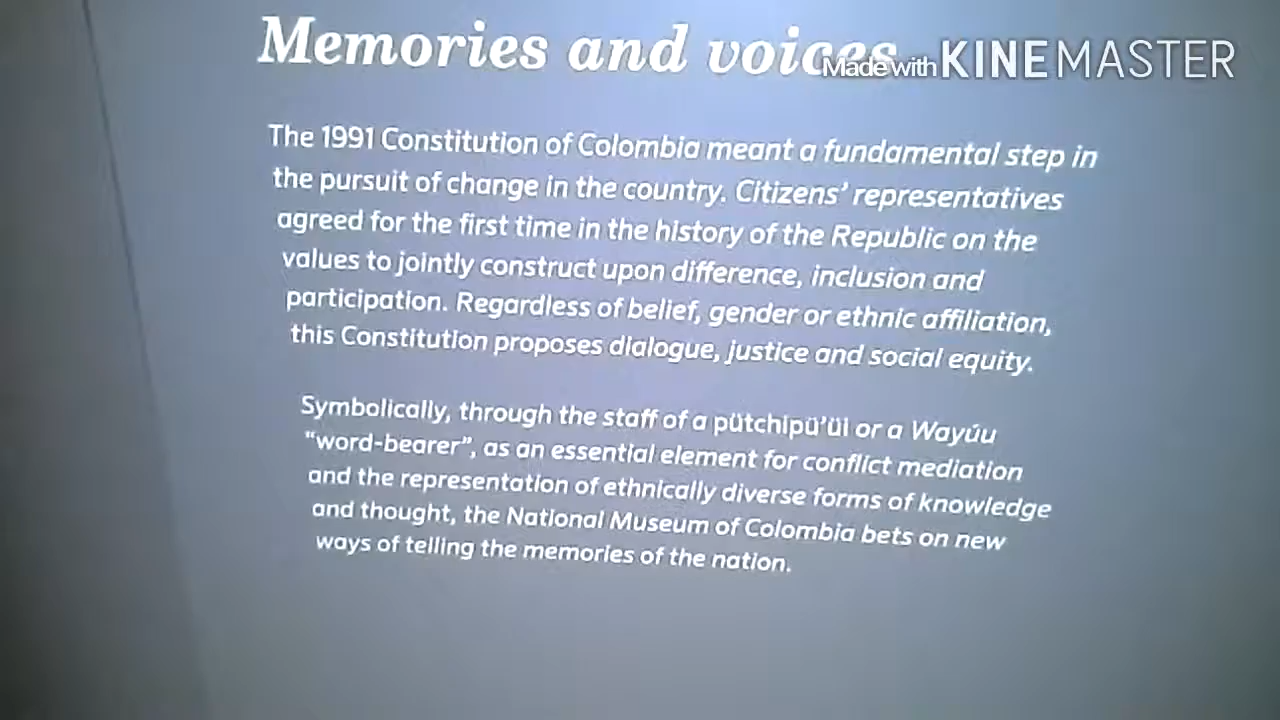 Memories and voices
Made with KINEMASTER
The 1991 Constitution of Colombia meant a fundamental step in
the pursuit of change in the country. Citizens' representatives
agreed for the first time in the history of the Republic on the
values to jointly construct upon difference, inclusion and
participation. Regardless of belief, gender or ethnic affiliation,
this Constitution proposes dialogue, justice and social equity.
Symbolically, through the staff of a pütchipü'üi or a Wayúu
“word-bearer”, as an essential element for conflict mediation
and the representation of ethnically diverse forms of knowledge
and thought, the National Museum of Colombia bets on new
ways of telling the memories of the nation.